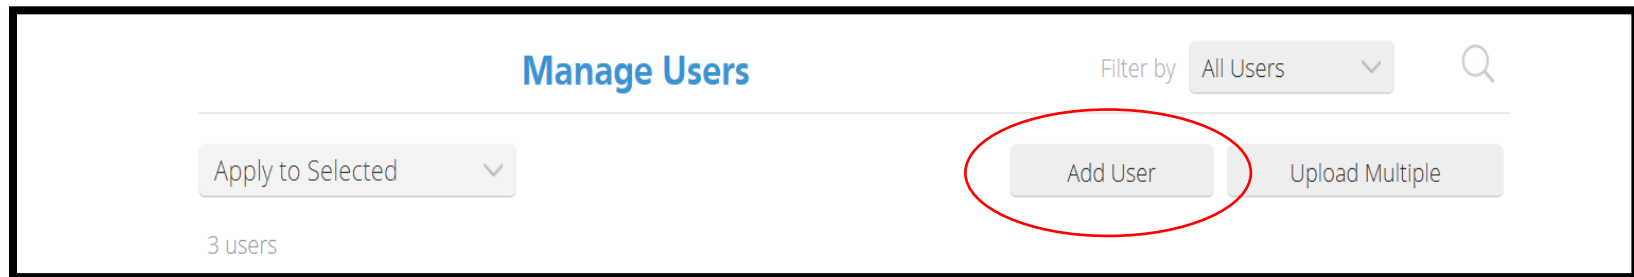 Manage Users
Filter by All Users
Apply to Selected
Add User
Upload Multiple
3 users